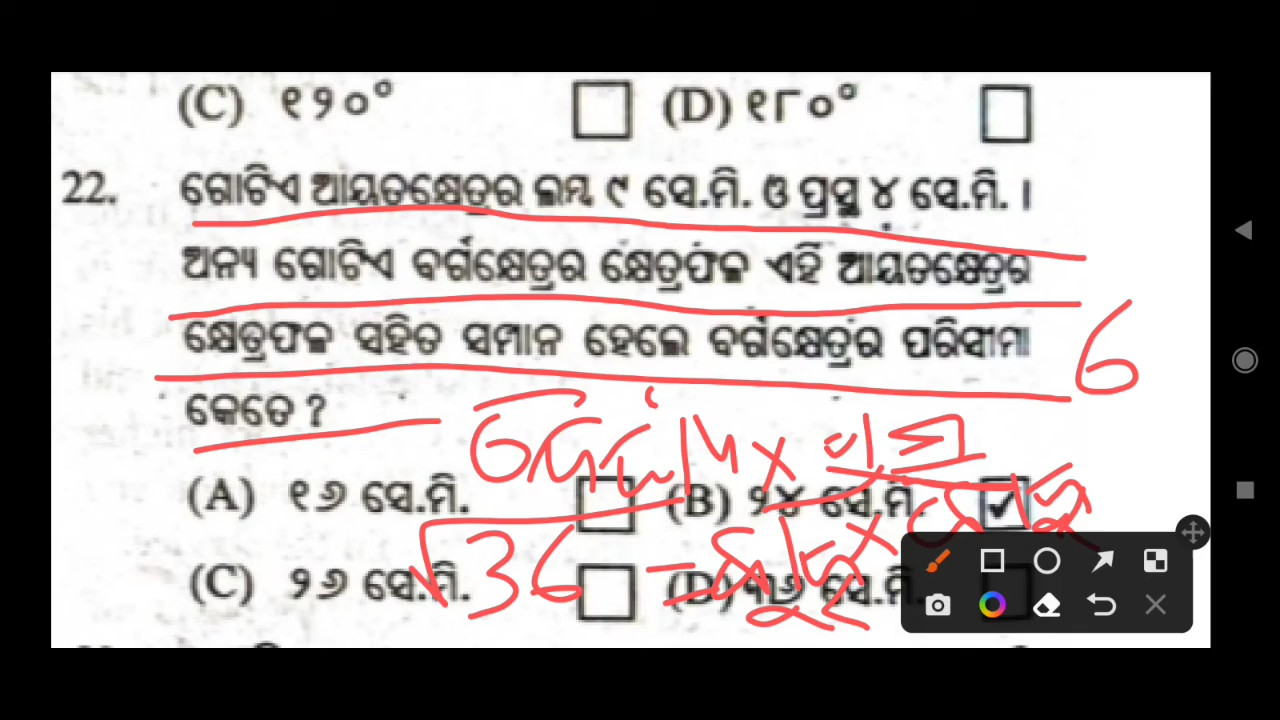 (C) ୧୨୦° (D) ୧୮୦°
22. ଗୋଟିଏ ଆୟତକ୍ଷେତ୍ରର ଲମ୍ବ ୯ ସେ.ମି. ଓ ପ୍ରସ୍ଥ ୪ ସେ.ମି. ।
ଅନ୍ୟ ଗୋଟିଏ ବର୍ଗକ୍ଷେତ୍ରର କ୍ଷେତ୍ରଫଳ ଏହି ଆୟତକ୍ଷେତ୍ରର
କ୍ଷେତ୍ରଫଳ ସହିତ ସମାନ ହେଲେ ବର୍ଗକ୍ଷେତ୍ରର ପରିସୀମା
6
କେତେ ?
(A) ୧୬ ସେ.ମି. (B) ୨୪ ସେ.ମି. ✓
√36 =
(C) ୨୬ ସେ.ମି. (D) ୩୬ ସେ.ମି.